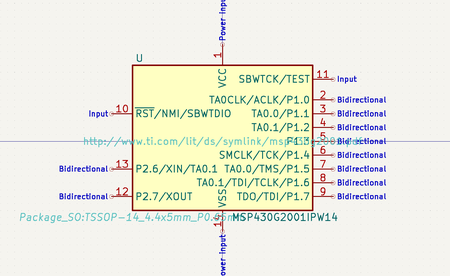 Power Input
U
1
VCC
SBWTCK/TEST 11 Input
TA0CLK/ACLK/P1.0 2 Bidirectional
Input 10 RST/NMI/SBWTDIO TA0.0/P1.1 3 Bidirectional
TA0.1/P1.2 4 Bidirectional
http://www.ti.com/lit/ds/symlink/msp430g2001.pdf P1.3 5 Bidirectional
SMCLK/TCK/P1.4 6 Bidirectional
Bidirectional 13 P2.6/XIN/TA0.1 TA0.0/TMS/P1.5 7 Bidirectional
TA0.1/TDI/TCLK/P1.6 8 Bidirectional
Bidirectional 12 P2.7/XOUT TDO/TDI/P1.7 9 Bidirectional
VSS
Package_SO:TSSOP-14_4.4x5mm_P0.65mm MSP430G2001IPW14
14
Power Input